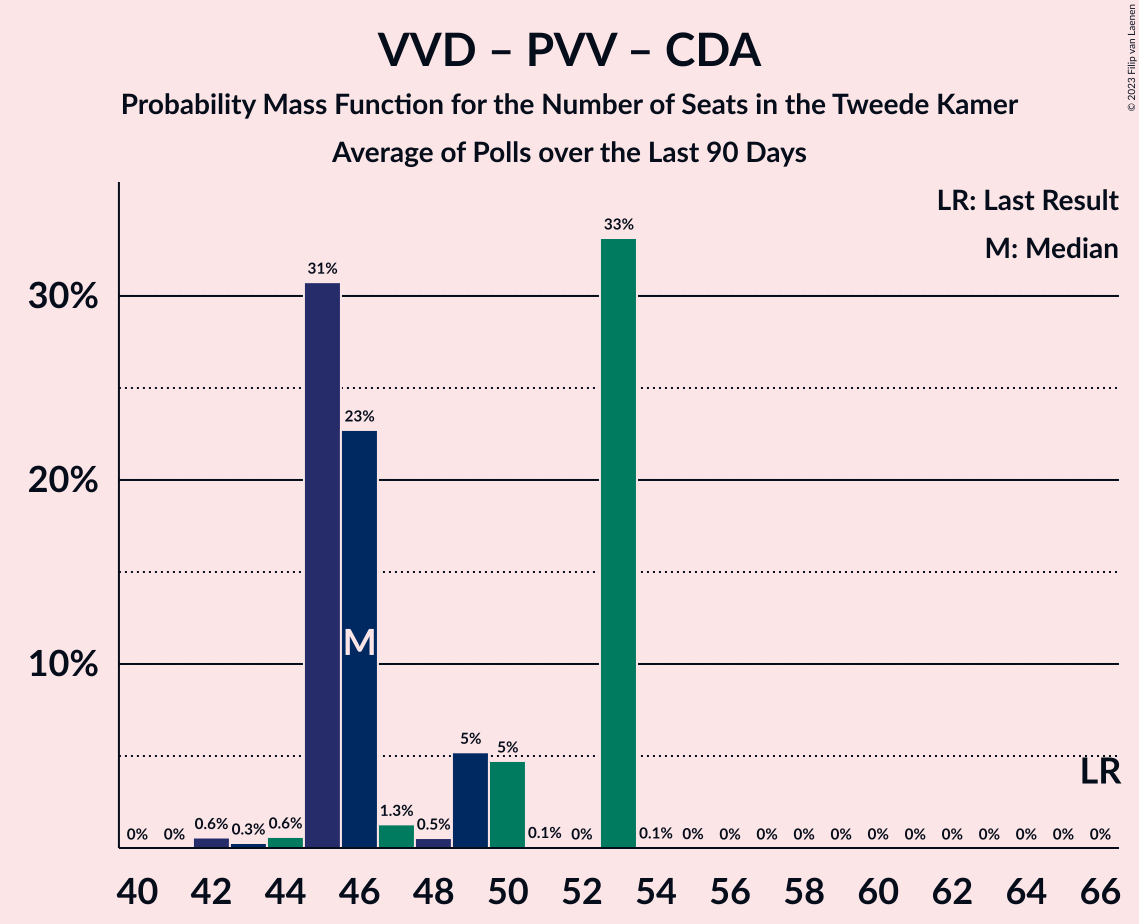 VVD – PVV – CDA
Probability Mass Function for the Number of Seats in the Tweede Kamer
Average of Polls over the Last 90 Days
© 2023 Filip van Laenen
LR: Last Result
M: Median
30%
20%
10%
0% 0% 0.6% 0.3% 0.6% 31% 23% 1.3% 0.5% 5% 5% 0.1% 0% 33% 0.1% 0% 0% 0% 0% 0% 0% 0% 0% 0% 0% 0% 0%
M
LR
40 42 44 46 48 50 52 54 56 58 60 62 64 66